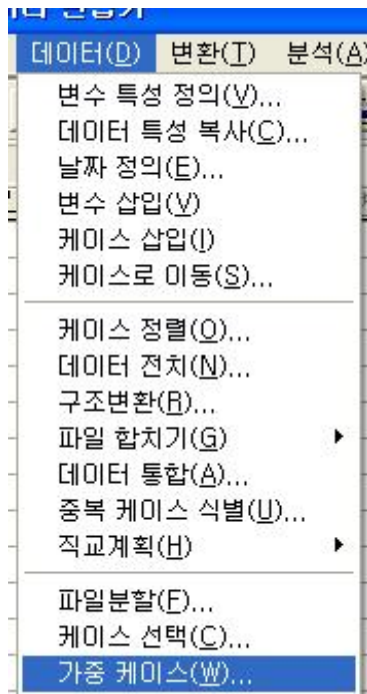 데이터(D) 변환(T) 분석(A)
변수 특성 정의(V)...
데이터 특성 복사(C)...
날짜 정의(E)...
변수 삽입(V)
케이스 삽입(I)
케이스로 이동(S)...
케이스 정렬(O)...
데이터 전치(N)...
구조변환(R)...
파일 합치기(G)
데이터 통합(A)...
중복 케이스 식별(U)...
직교계획(H)
파일분할(F)...
케이스 선택(C)...
가중 케이스(W)...